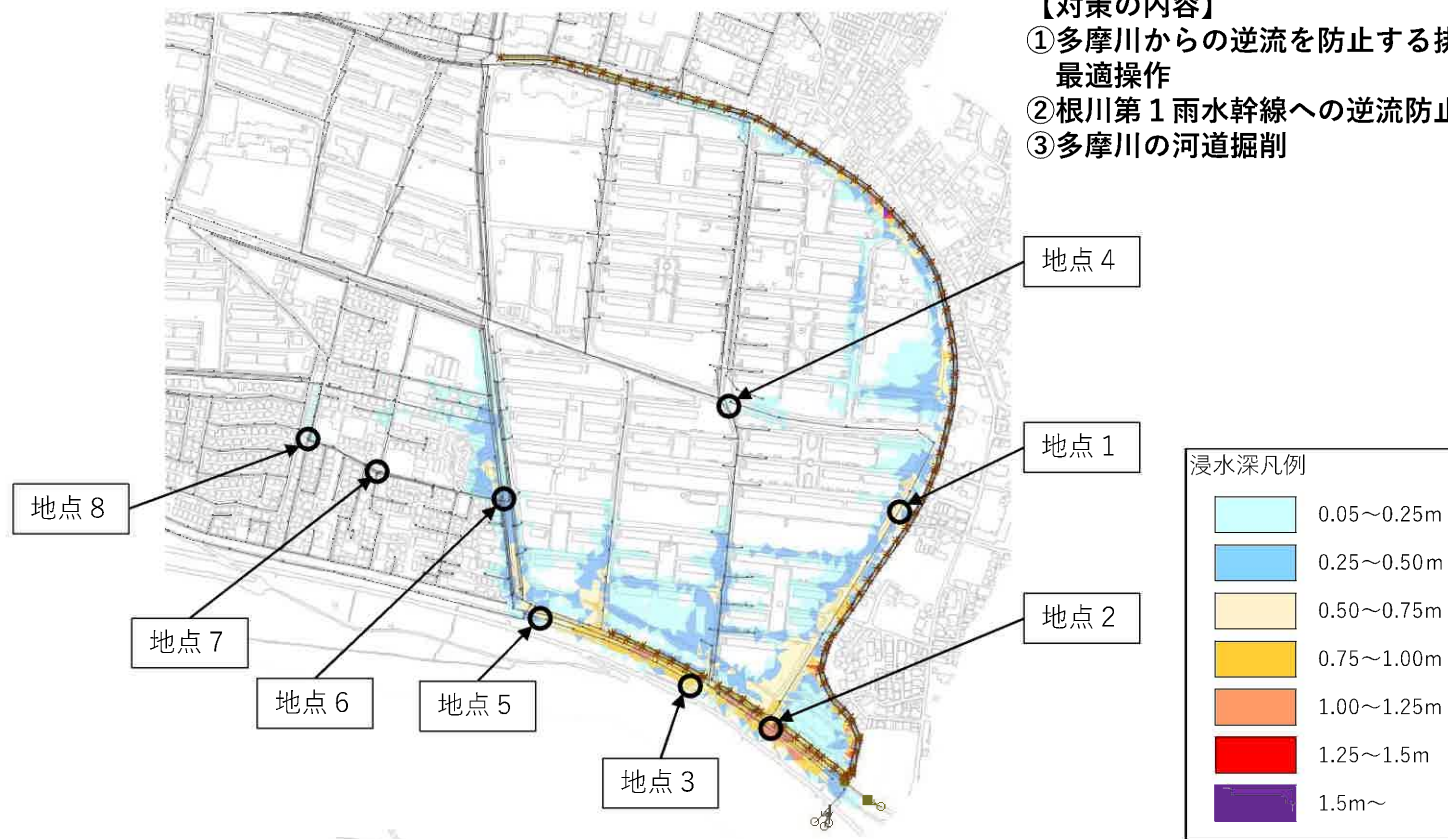 【対策の内容】
①多摩川からの逆流を防止する
最適操作
②根川第１雨水幹線への逆流防止
③多摩川の河道掘削
地点４
地点１
地点２
地点８
地点７
地点６
地点５
地点３
浸水深凡例
0.05～0.25m
0.25～0.50m
0.50～0.75m
0.75～1.00m
1.00～1.25m
1.25～1.5m
1.5m～